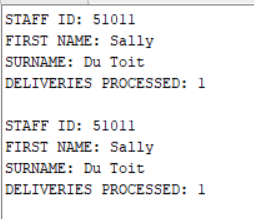 STAFF ID: 51011
FIRST NAME: Sally
SURNAME: Du Toit
DELIVERIES PROCESSED: 1
STAFF ID: 51011
FIRST NAME: Sally
SURNAME: Du Toit
DELIVERIES PROCESSED: 1